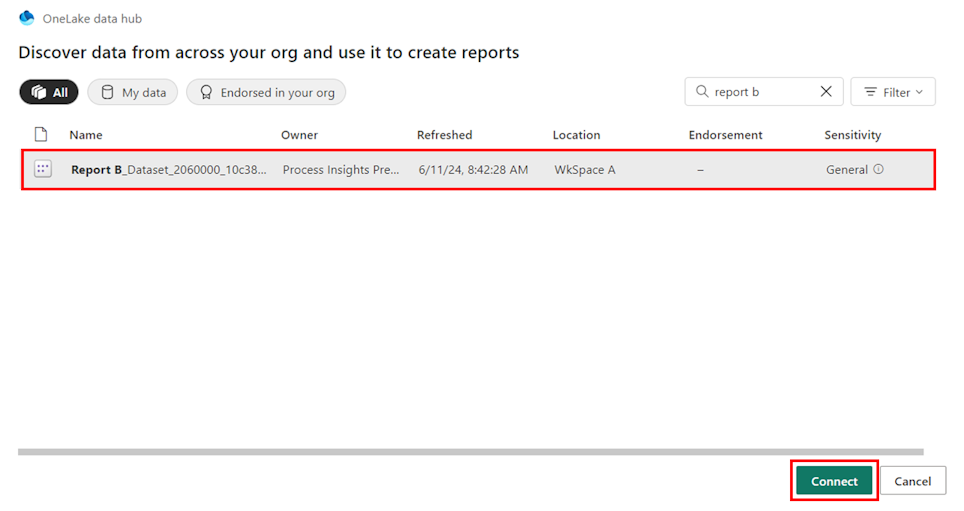 OneLake data hub
Discover data from across your org and use it to create reports
All My data Endorsed in your org report b Filter
Name Owner Refreshed Location Endorsement Sensitivity
Report B_Dataset_2060000_10c38... Process Insights Pre... 6/11/24, 8:42:28 AM WkSpace A – General
Connect Cancel